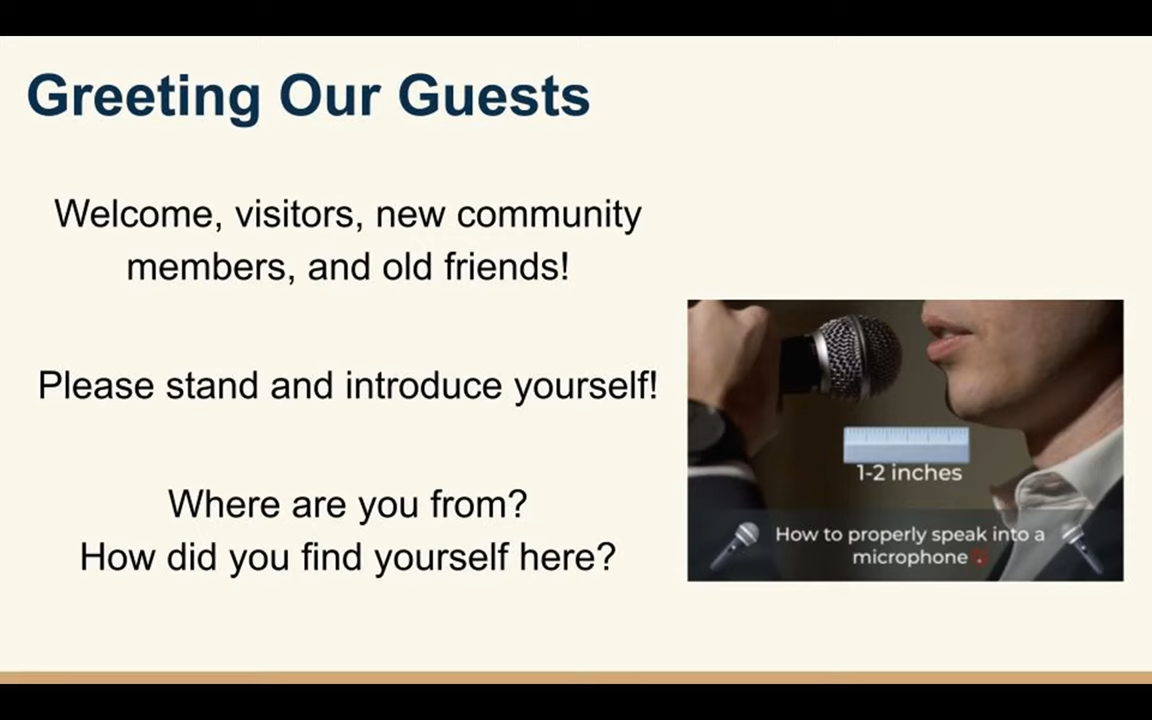 Greeting Our Guests
Welcome, visitors, new community
members, and old friends!
Please stand and introduce yourself!
Where are you from?
How did you find yourself here?
1-2 inches
How to properly speak into a
microphone